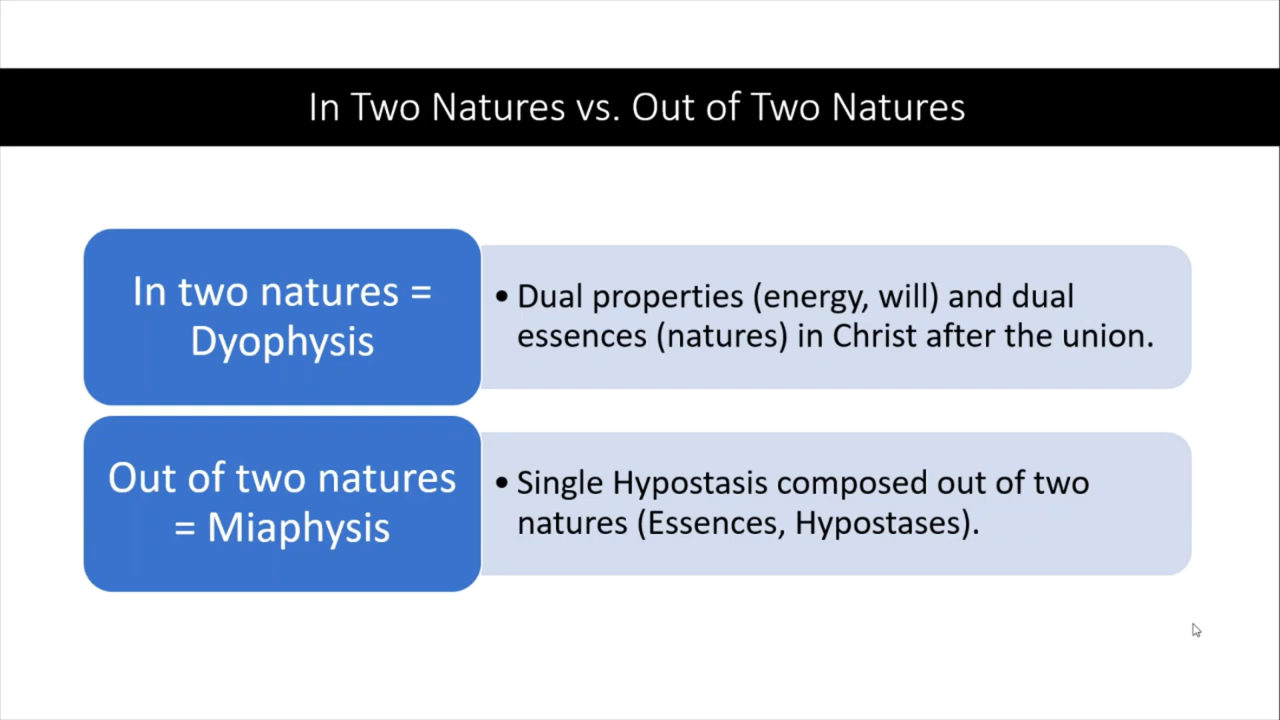 In Two Natures vs. Out of Two Natures
In two natures =
Dyophysis
• Dual properties (energy, will) and dual
essences (natures) in Christ after the union.
Out of two natures
= Miaphysis
• Single Hypostasis composed out of two
natures (Essences, Hypostases).